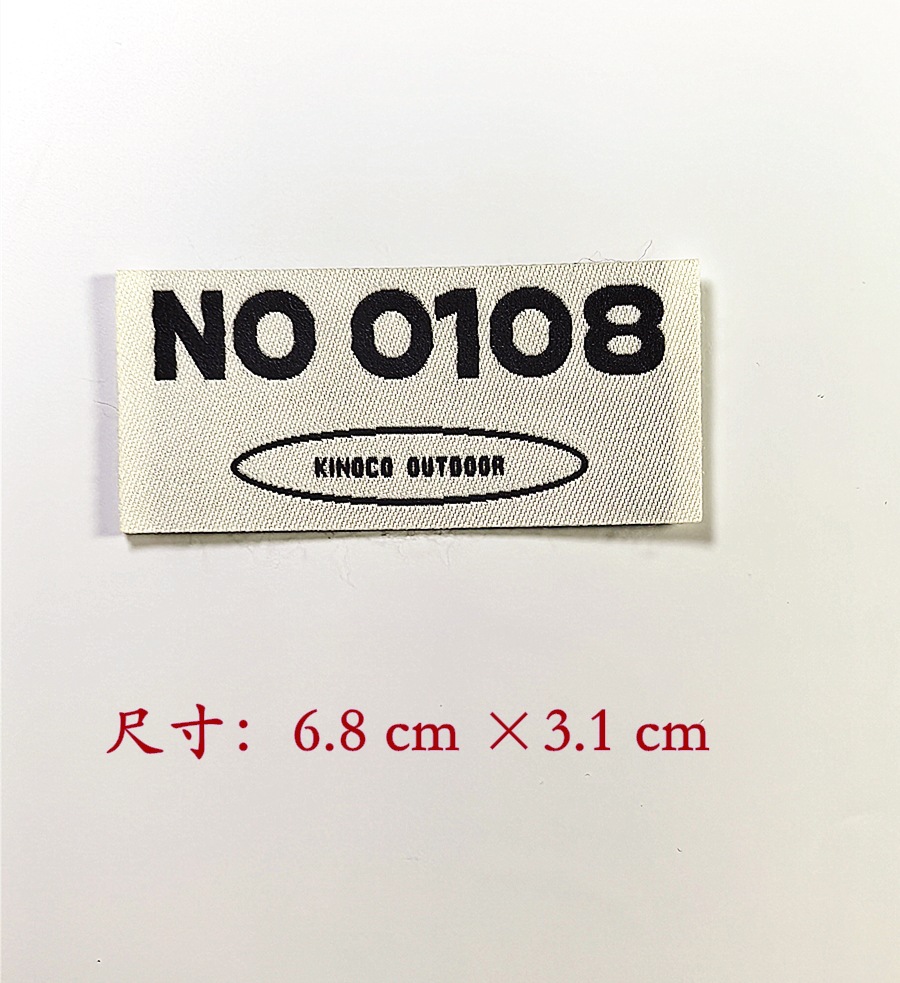 NO 0108
KINOCO OUTDOOR
尺寸：6.8 cm ×3.1 cm